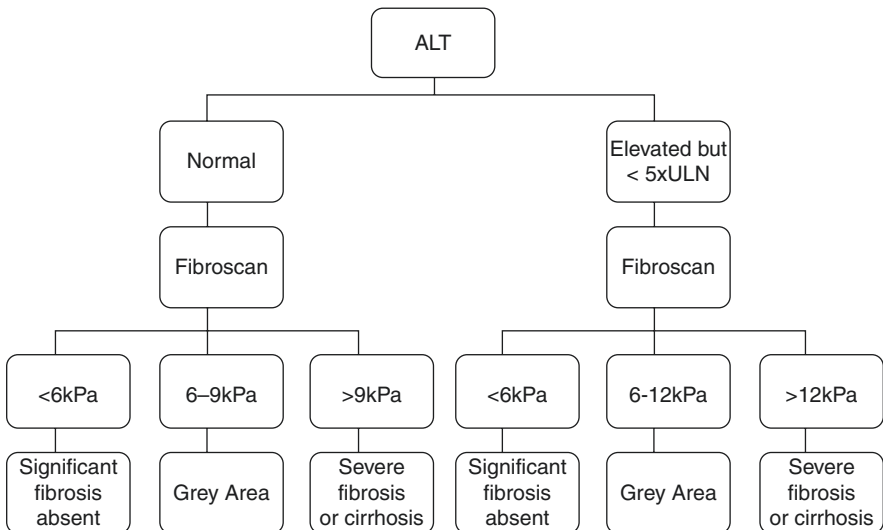 ALT
Normal
Elevated but
< 5xULN
Fibroscan
Fibroscan
<6kPa
6–9kPa
>9kPa
<6kPa
6-12kPa
>12kPa
Significant
fibrosis
absent
Grey Area
Severe
fibrosis
or cirrhosis
Significant
fibrosis
absent
Grey Area
Severe
fibrosis
or cirrhosis